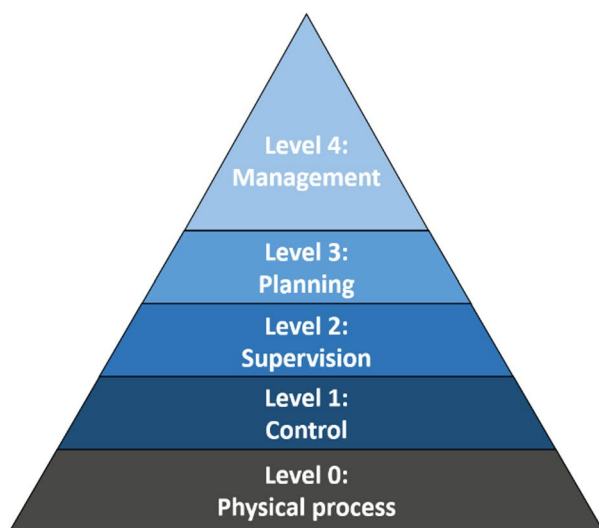 Level 4:
Management
Level 3:
Planning
Level 2:
Supervision
Level 1:
Control
Level 0:
Physical process